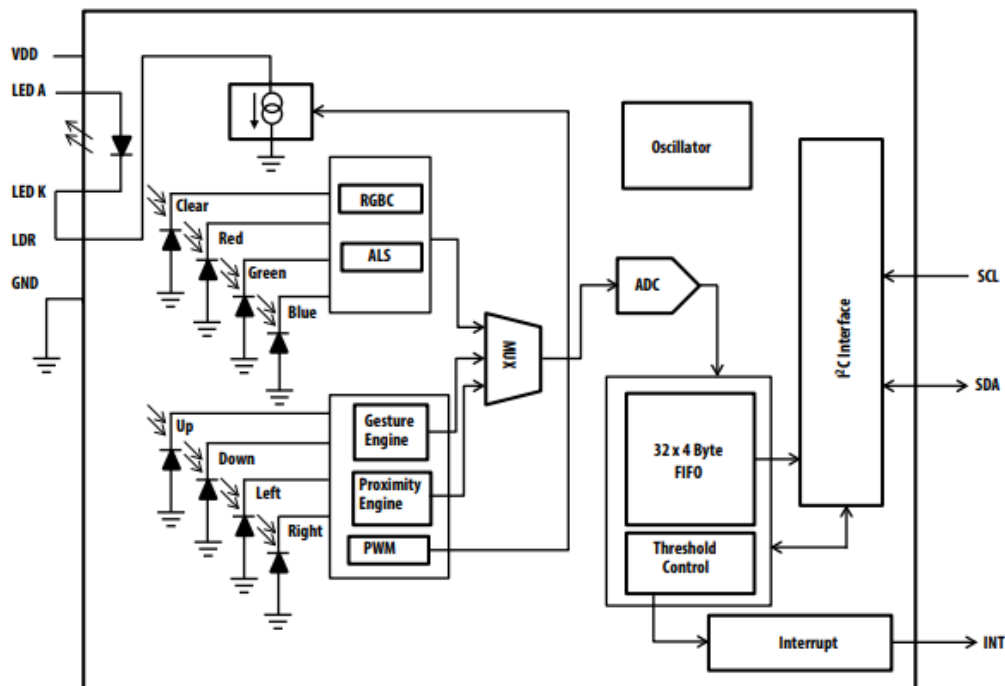 VDD
LED A
LED K
LDR
GND
Clear
Red
Green
Blue
RGBC
ALS
Up
Down
Left
Right
Gesture
Engine
Proximity
Engine
PWM
MUX
Oscillator
ADC
32 x 4 Byte
FIFO
Threshold
Control
I²C Interface
SCL
SDA
Interrupt
INT